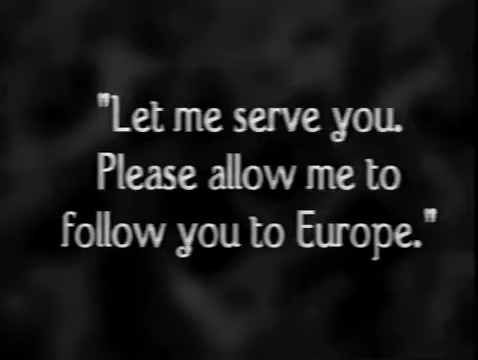 "Let me serve you.
Please allow me to
follow you to Europe."